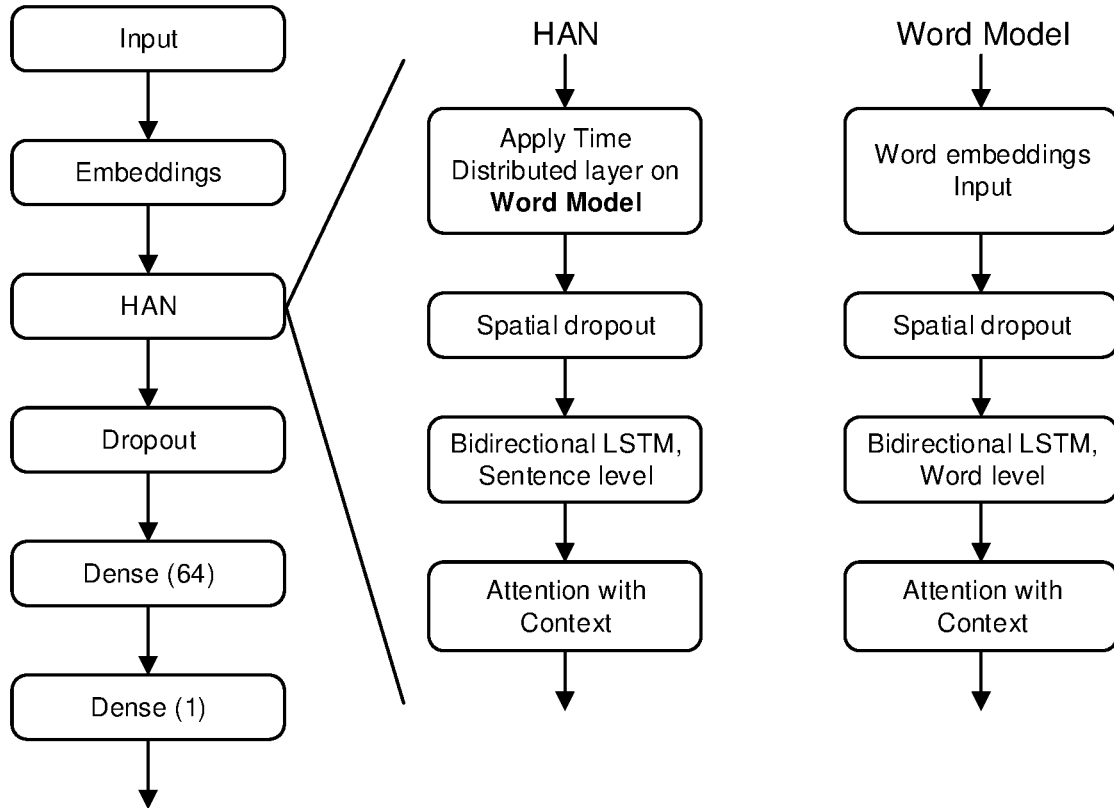 Input
Embeddings
HAN
Dropout
Dense (64)
Dense (1)
HAN
Apply Time
Distributed layer on
Word Model
Spatial dropout
Bidirectional LSTM,
Sentence level
Attention with
Context
Word Model
Word embeddings
Input
Spatial dropout
Bidirectional LSTM,
Word level
Attention with
Context